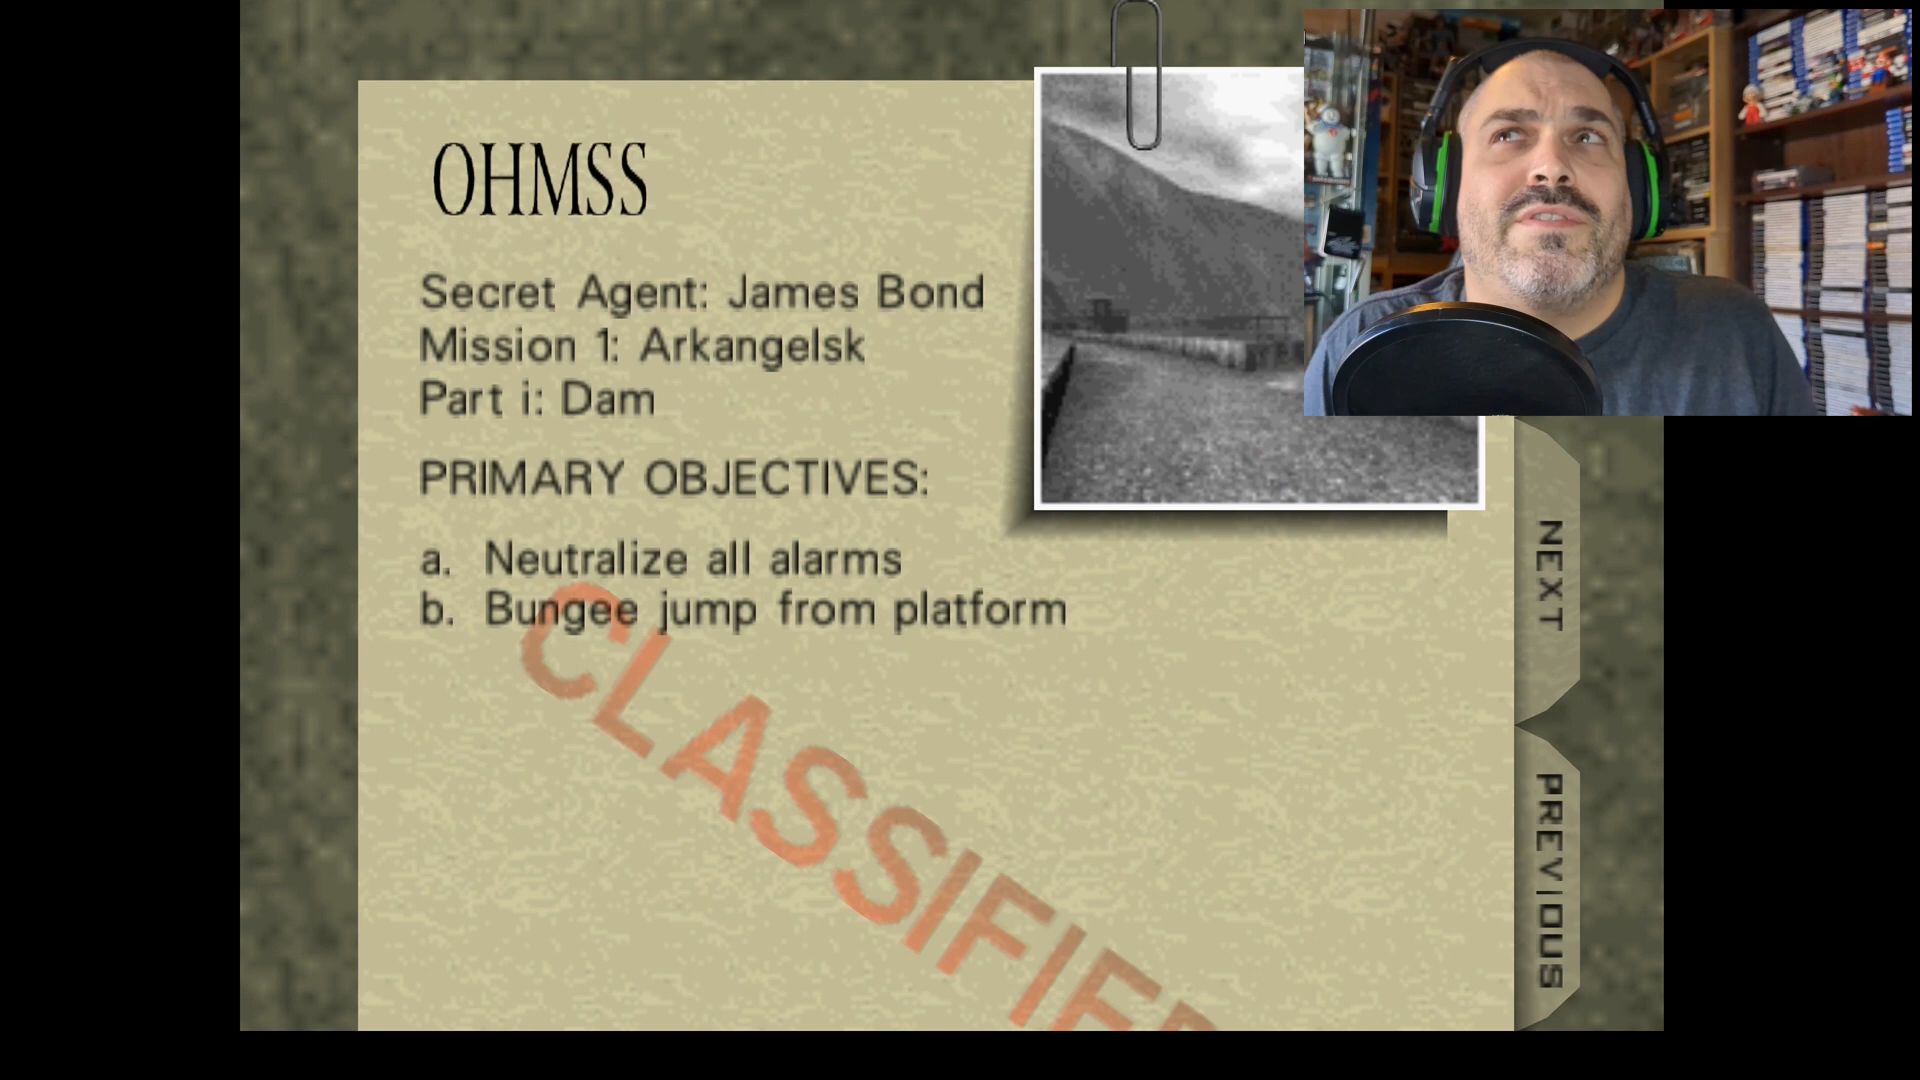 OHMSS
Secret Agent: James Bond
Mission 1: Arkangelsk
Part i: Dam
PRIMARY OBJECTIVES:
a. Neutralize all alarms
b. Bungee jump from platform
CLASSIFIED
NEXT
PREVIOUS